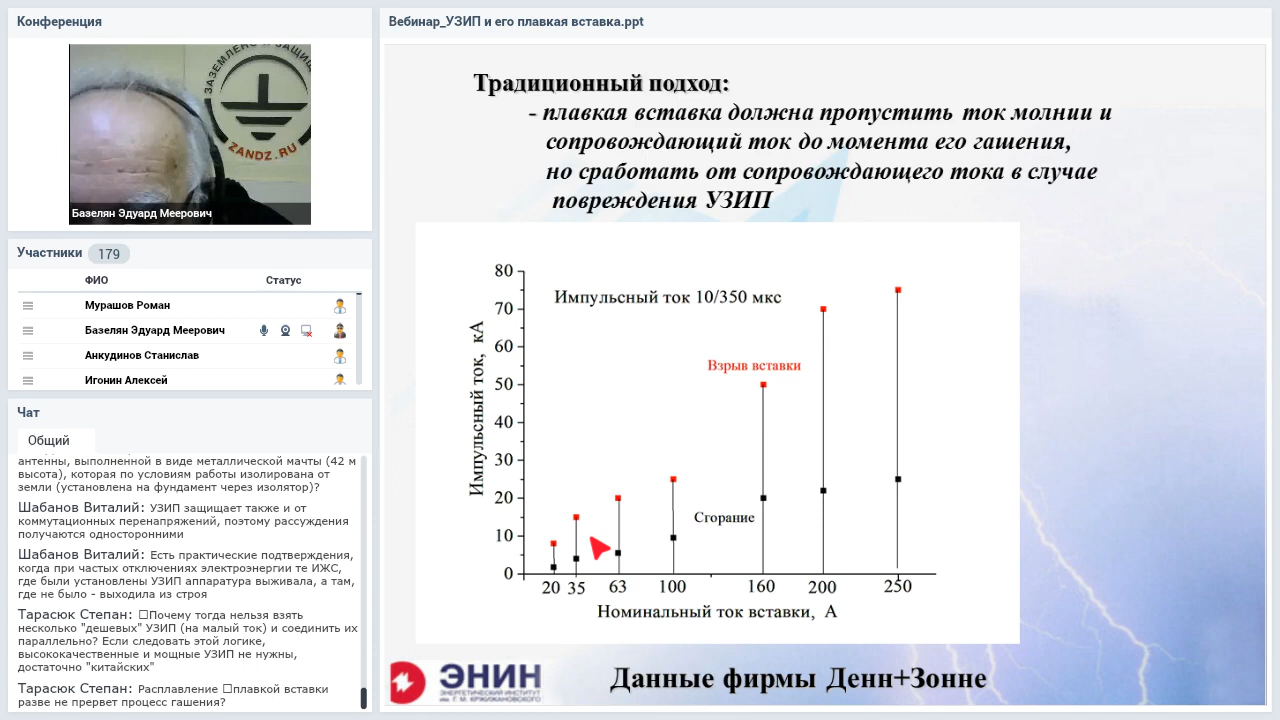 Конференция
ЗАЗЕМЛЕНО И ЗАЩИЩ
ZANDZ.RU
Базелян Эдуард Меерович
Участники 179
ФИО Статус
Мурашов Роман
Базелян Эдуард Меерович
Анкудинов Станислав
Игонин Алексей
Чат
Общий
антенны, выполненной в виде металлической мачты (42 м
высота), которая по условиям работы изолирована от
земли (установлена на фундамент через изолятор)?
Шабанов Виталий: УЗИП защищает также и от
коммутационных перенапряжений, поэтому рассуждения
получаются односторонними
Шабанов Виталий: Есть практические подтверждения,
когда при частых отключениях электроэнергии те ИЖС,
где были установлены УЗИП аппаратура выживала, а там,
где не было - выходила из строя
Тарасюк Степан: Почему тогда нельзя взять
несколько "дешевых" УЗИП (на малый ток) и соединить их
параллельно? Если следовать этой логике,
высококачественные и мощные УЗИП не нужны,
достаточно "китайских"
Тарасюк Степан: Расплавление плавкой вставки
разве не прервет процесс гашения?
Вебинар_УЗИП и его плавкая вставка.ppt
Традиционный подход:
- плавкая вставка должна пропустить ток молнии и
сопровождающий ток до момента его гашения,
но сработать от сопровождающего тока в случае
повреждения УЗИП
Импульсный ток 10/350 мкс
Импульсный ток, кА
80
70
60
50
40
30
20
10
0
Взрыв вставки
Сгорание
20 35 63 100 160 200 250
Номинальный ток вставки, А
ЭНИН
ЭНЕРГЕТИЧЕСКИЙ ИНСТИТУТ
им. Г. М. КРЖИЖАНОВСКОГО
Данные фирмы Денн+Зонне